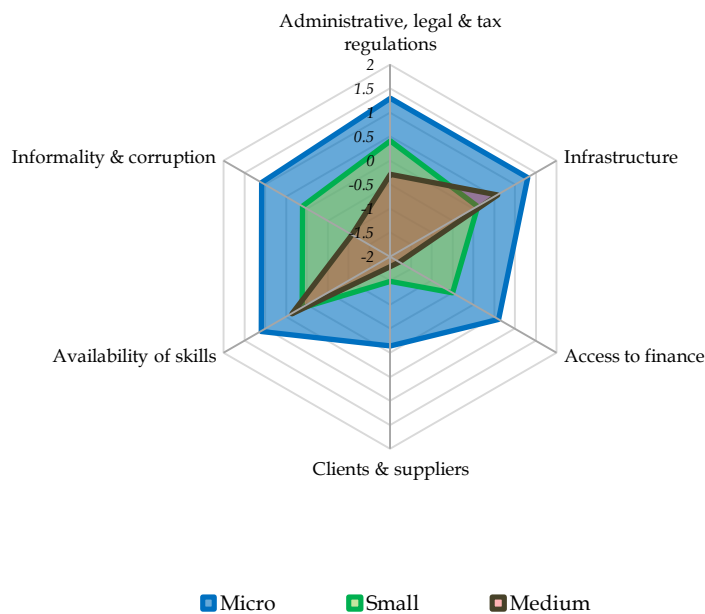 Administrative, legal & tax
regulations
2
1.5
1
0.5
0
-0.5
-1
-1.5
-2
Informality & corruption
Infrastructure
Availability of skills
Access to finance
Clients & suppliers
Micro
Small
Medium